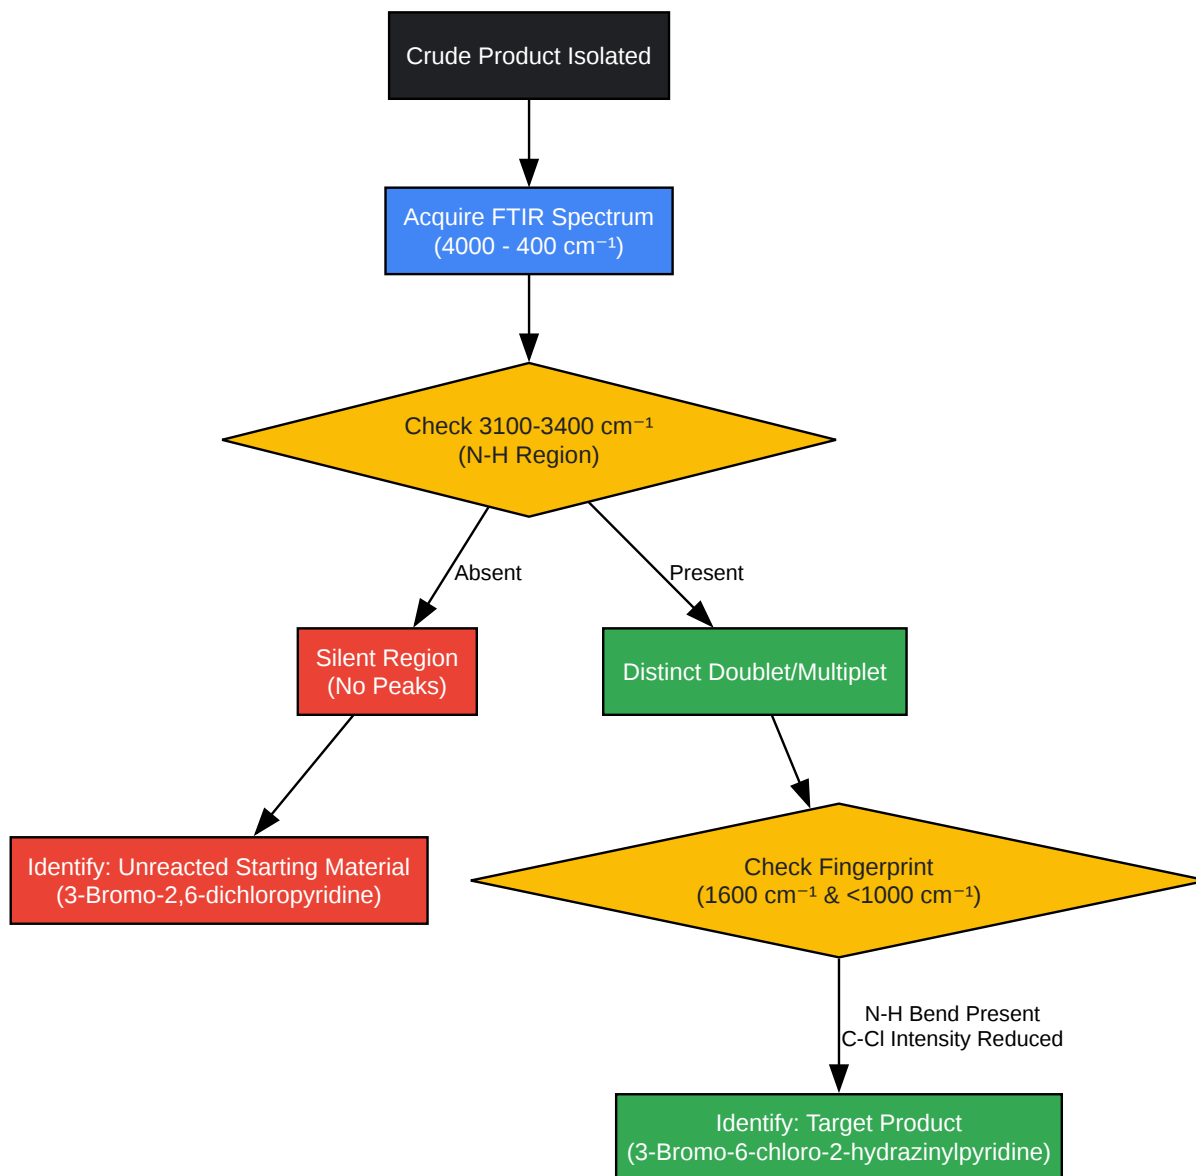 Crude Product Isolated
Acquire FTIR Spectrum
(4000 - 400 cm⁻¹)
Check 3100-3400 cm⁻¹
(N-H Region)
Absent
Present
Silent Region
(No Peaks)
Distinct Doublet/Multiplet
Identify: Unreacted Starting Material
(3-Bromo-2,6-dichloropyridine)
Check Fingerprint
(1600 cm⁻¹ & <1000 cm⁻¹)
N-H Bend Present
C-Cl Intensity Reduced
Identify: Target Product
(3-Bromo-6-chloro-2-hydrazinylpyridine)